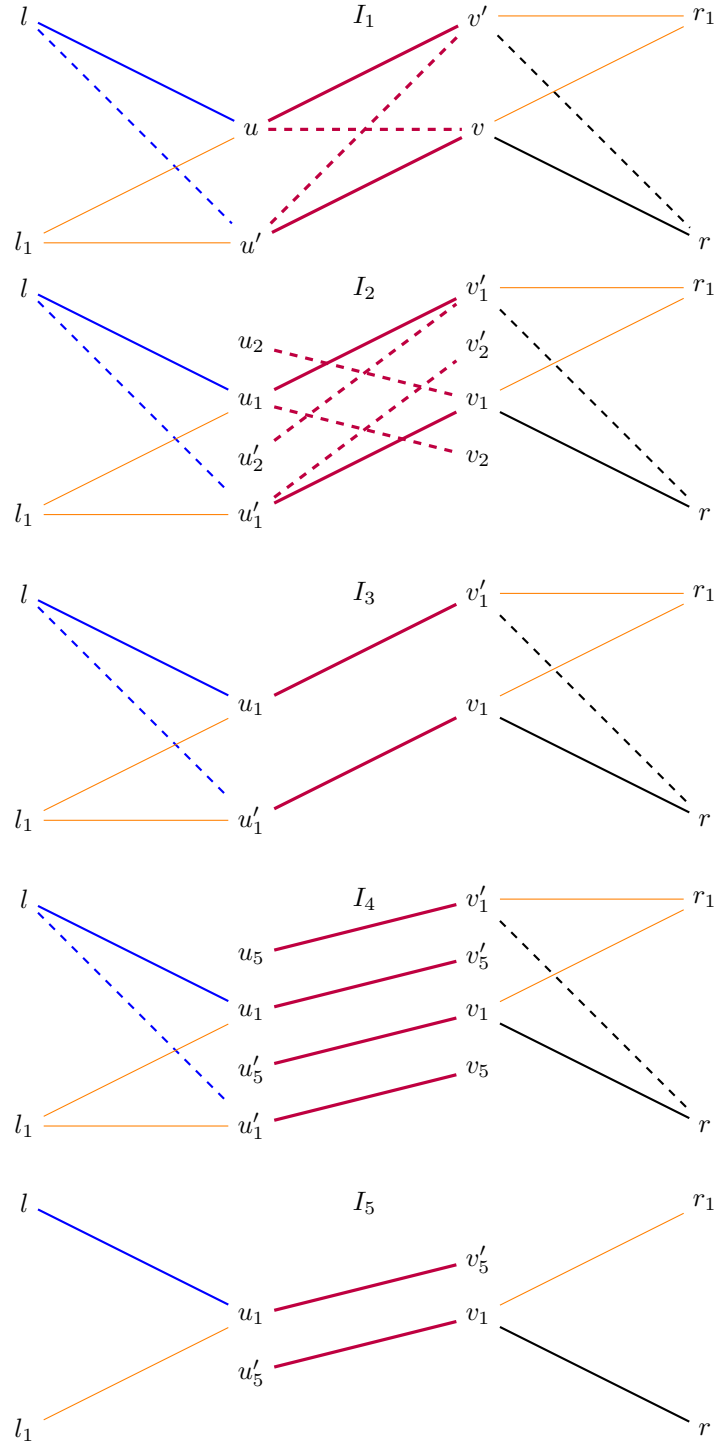 l I₁ v′ r₁
u v
l₁ u′ r
l I₂ v′₁ r₁
u₂ v′₂
u₁ v₁
u′₂ v₂
l₁ u′₁ r
l I₃ v′₁ r₁
u₁ v₁
l₁ u′₁ r
l I₄ v′₁ r₁
u₅ v′₅
u₁ v₁
u′₅ v₅
l₁ u′₁ r
l I₅ r₁
v′₅
u₁ v₁
u′₅
l₁ r